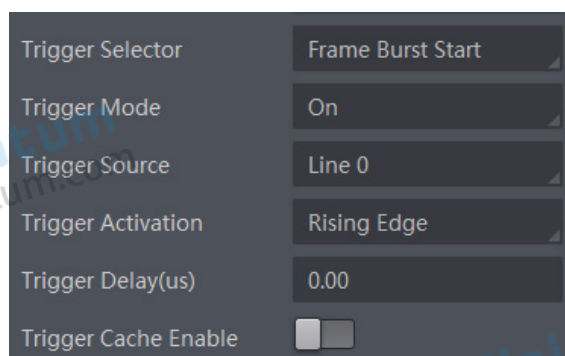 Trigger Selector Frame Burst Start
Trigger Mode On
Trigger Source Line 0
Trigger Activation Rising Edge
Trigger Delay(us) 0.00
Trigger Cache Enable